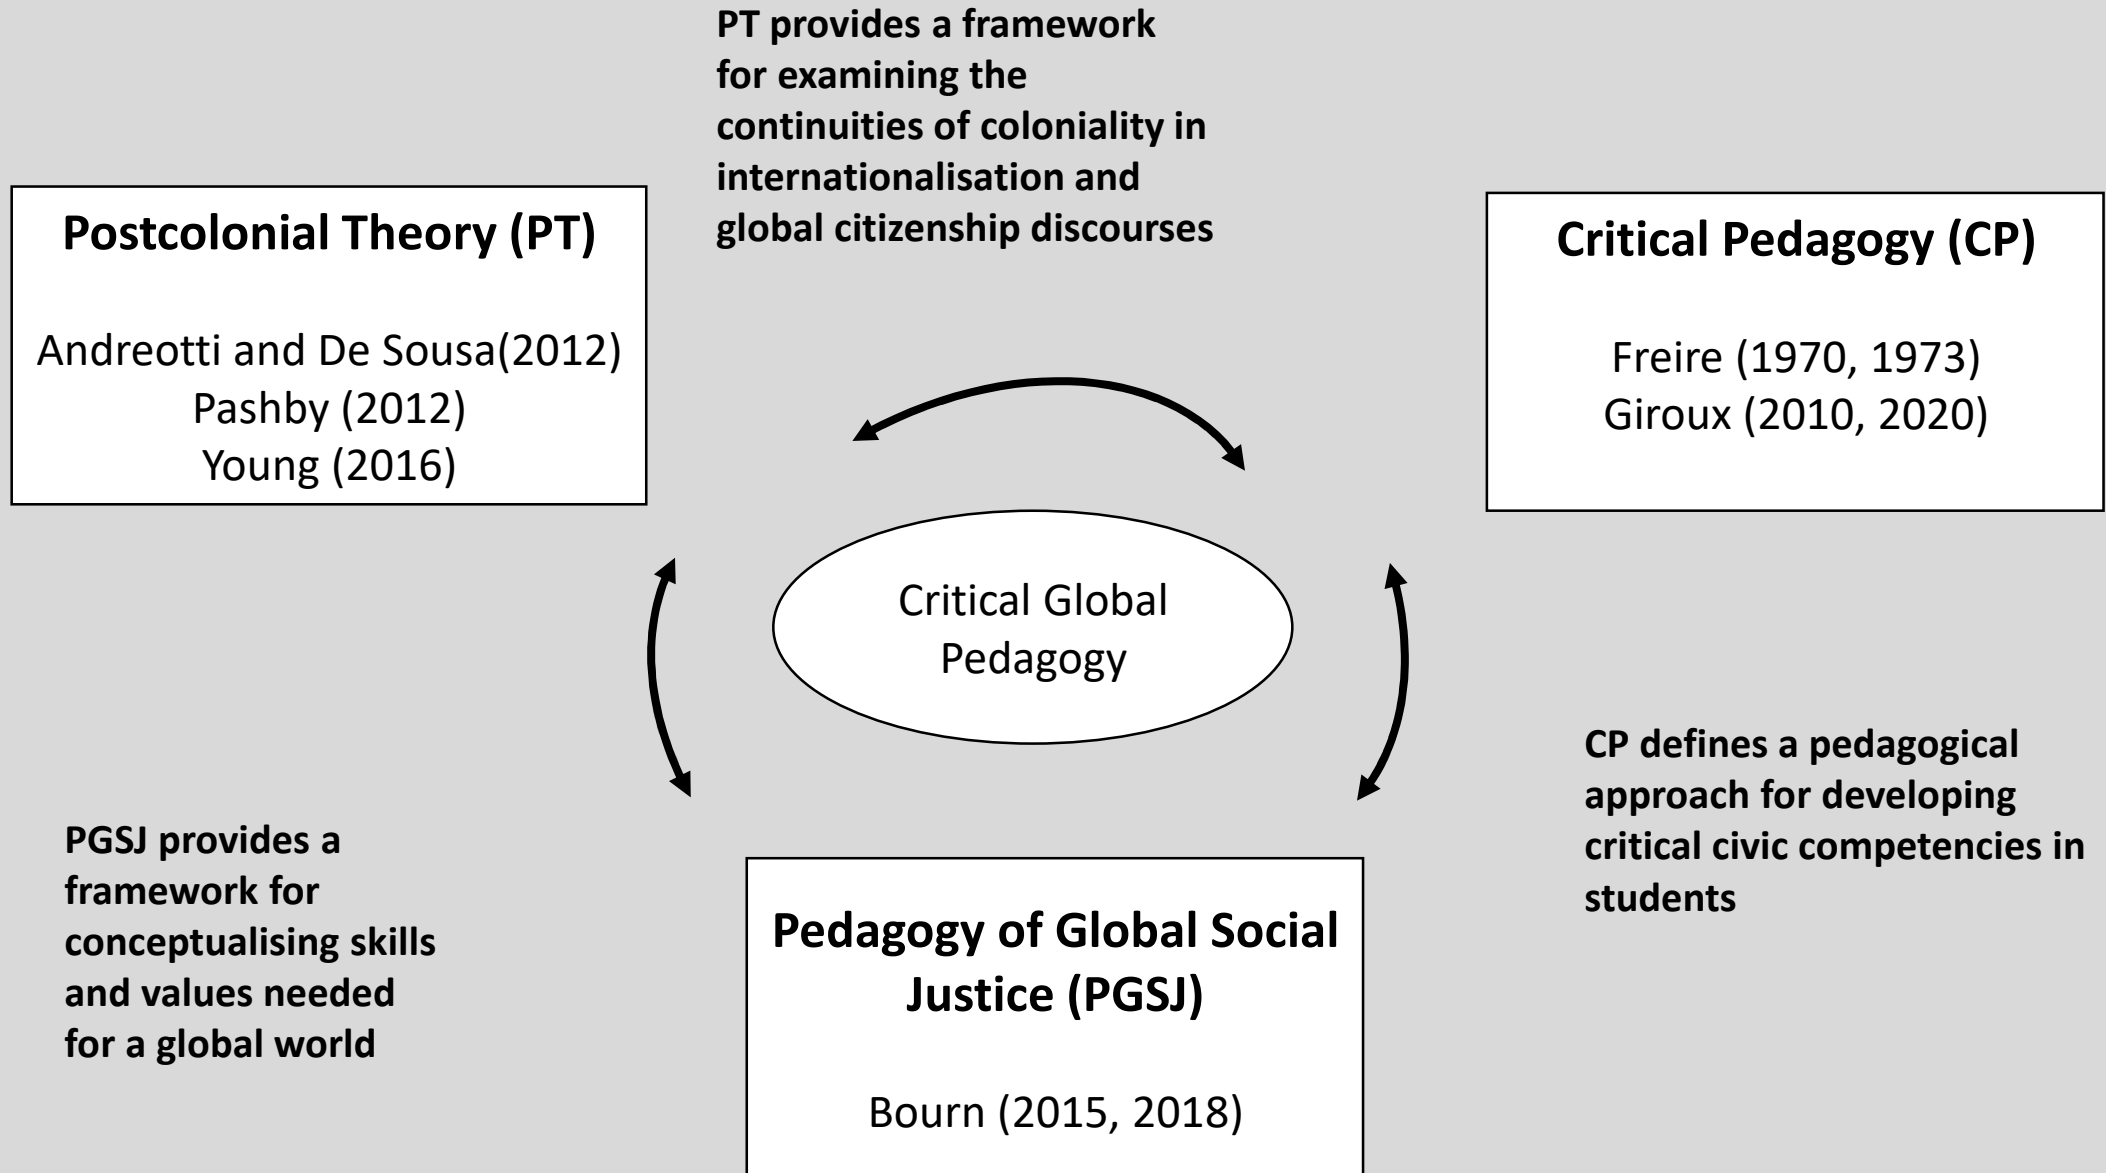 PT provides a framework
for examining the
continuities of coloniality in
internationalisation and
global citizenship discourses
Postcolonial Theory (PT)
Andreotti and De Sousa(2012)
Pashby (2012)
Young (2016)
Critical Pedagogy (CP)
Freire (1970, 1973)
Giroux (2010, 2020)
Critical Global
Pedagogy
PGSJ provides a
framework for
conceptualising skills
and values needed
for a global world
Pedagogy of Global Social
Justice (PGSJ)
Bourn (2015, 2018)
CP defines a pedagogical
approach for developing
critical civic competencies in
students